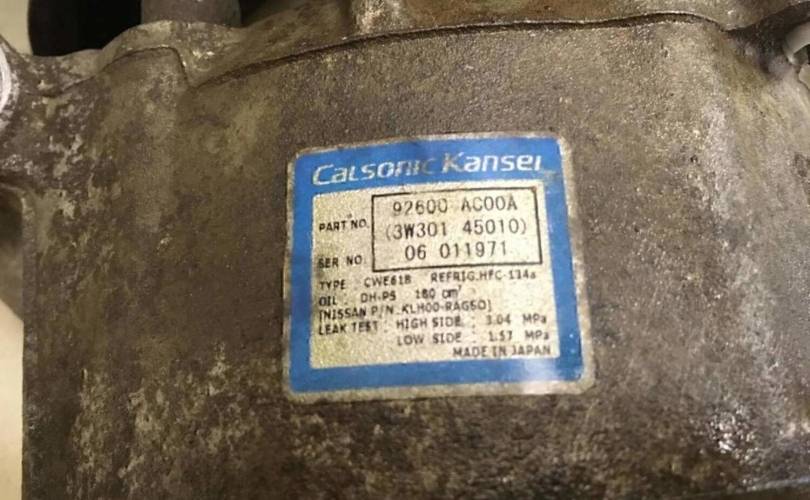 Calsonic Kansei
PART NO. 92600 AC00A
(3W301 45010)
SER NO. 06 011971
TYPE : CWE618 REFRIG.HFC-134a
OIL : DH-PS 180 cm³
[NISSAN P/N KLH00-PAGS0]
LEAK TEST : HIGH SIDE : 3.04 MPa
LOW SIDE : 1.57 MPa
MADE IN JAPAN